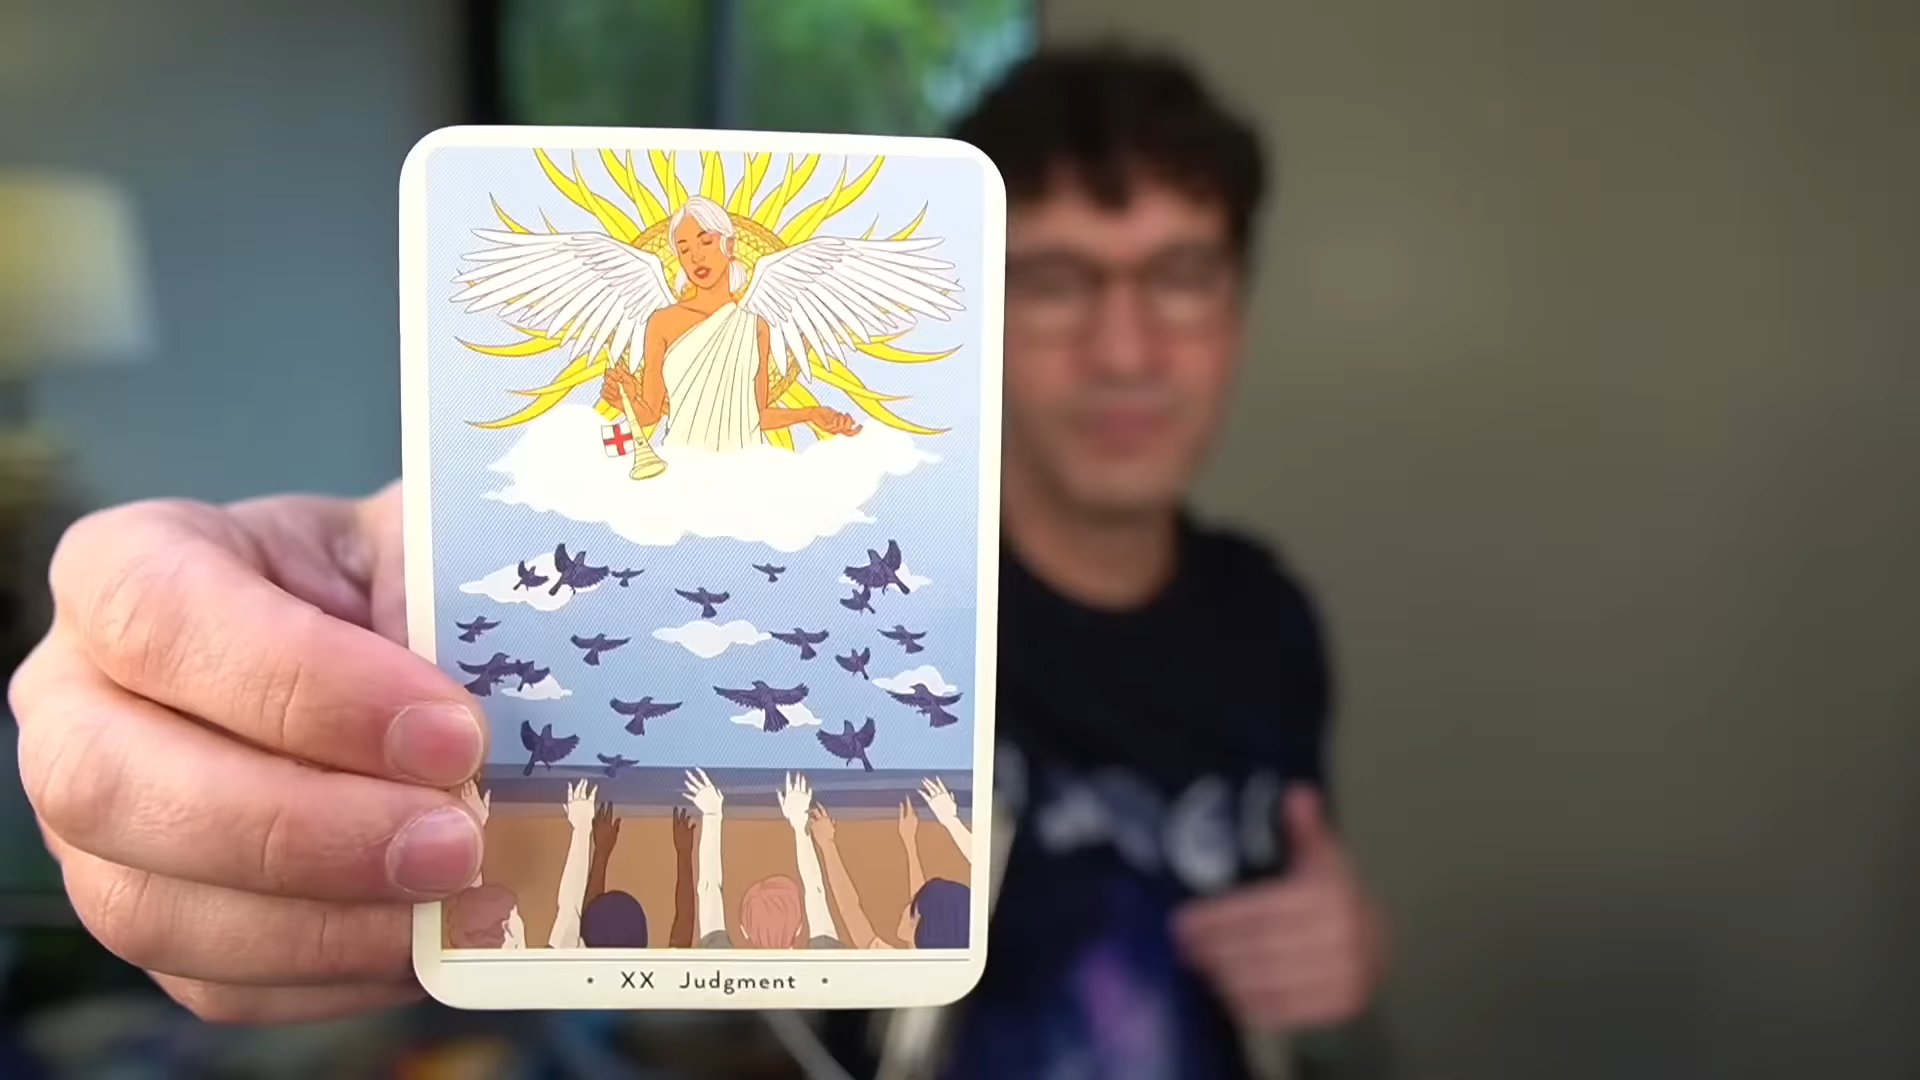 • XX Judgment •